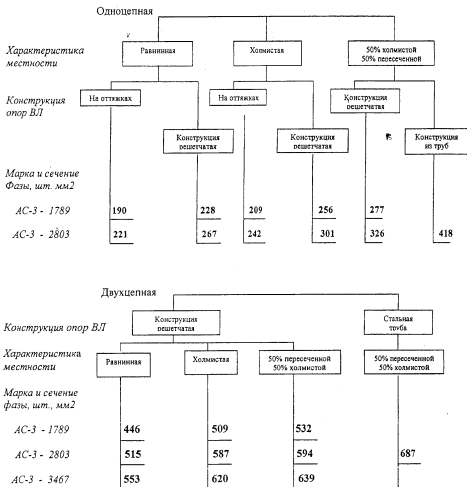 Одноцепная
Характеристика местности
Равнинная
Холмистая
50% холмистой
50% пересеченной
Конструкция опор ВЛ
На оттяжках
На оттяжках
Конструкция решетчатая
Конструкция решетчатая
Конструкция решетчатая
Конструкция из труб
Марка и сечение
Фазы, шт. мм2
АС-3 - 1789 190 228 209 256 277
АС-3 - 2803 221 267 242 301 326 418
Двухцепная
Конструкция опор ВЛ
Конструкция решетчатая
Стальная труба
Характеристика местности
Равнинная
Холмистая
50% пересеченной
50% холмистой
50% пересеченной
50% холмистой
Марка и сечение
фазы, шт., мм2
АС-3 - 1789 446 509 532
АС-3 - 2803 515 587 594 687
АС-3 - 3467 553 620 639